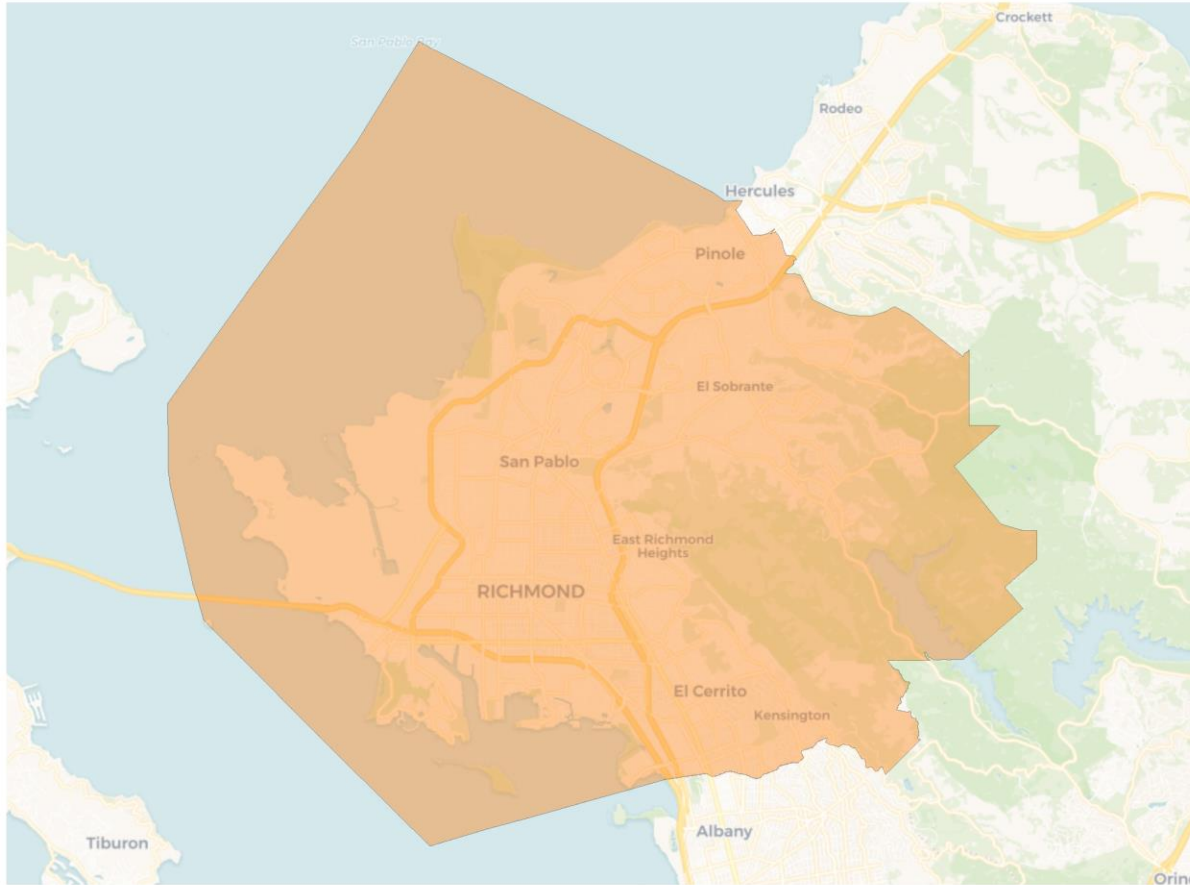 Crockett
San Pablo Bay
Rodeo
Hercules
Pinole
El Sobrante
San Pablo
East Richmond
Heights
RICHMOND
El Cerrito
Kensington
Albany
Tiburon
Orin